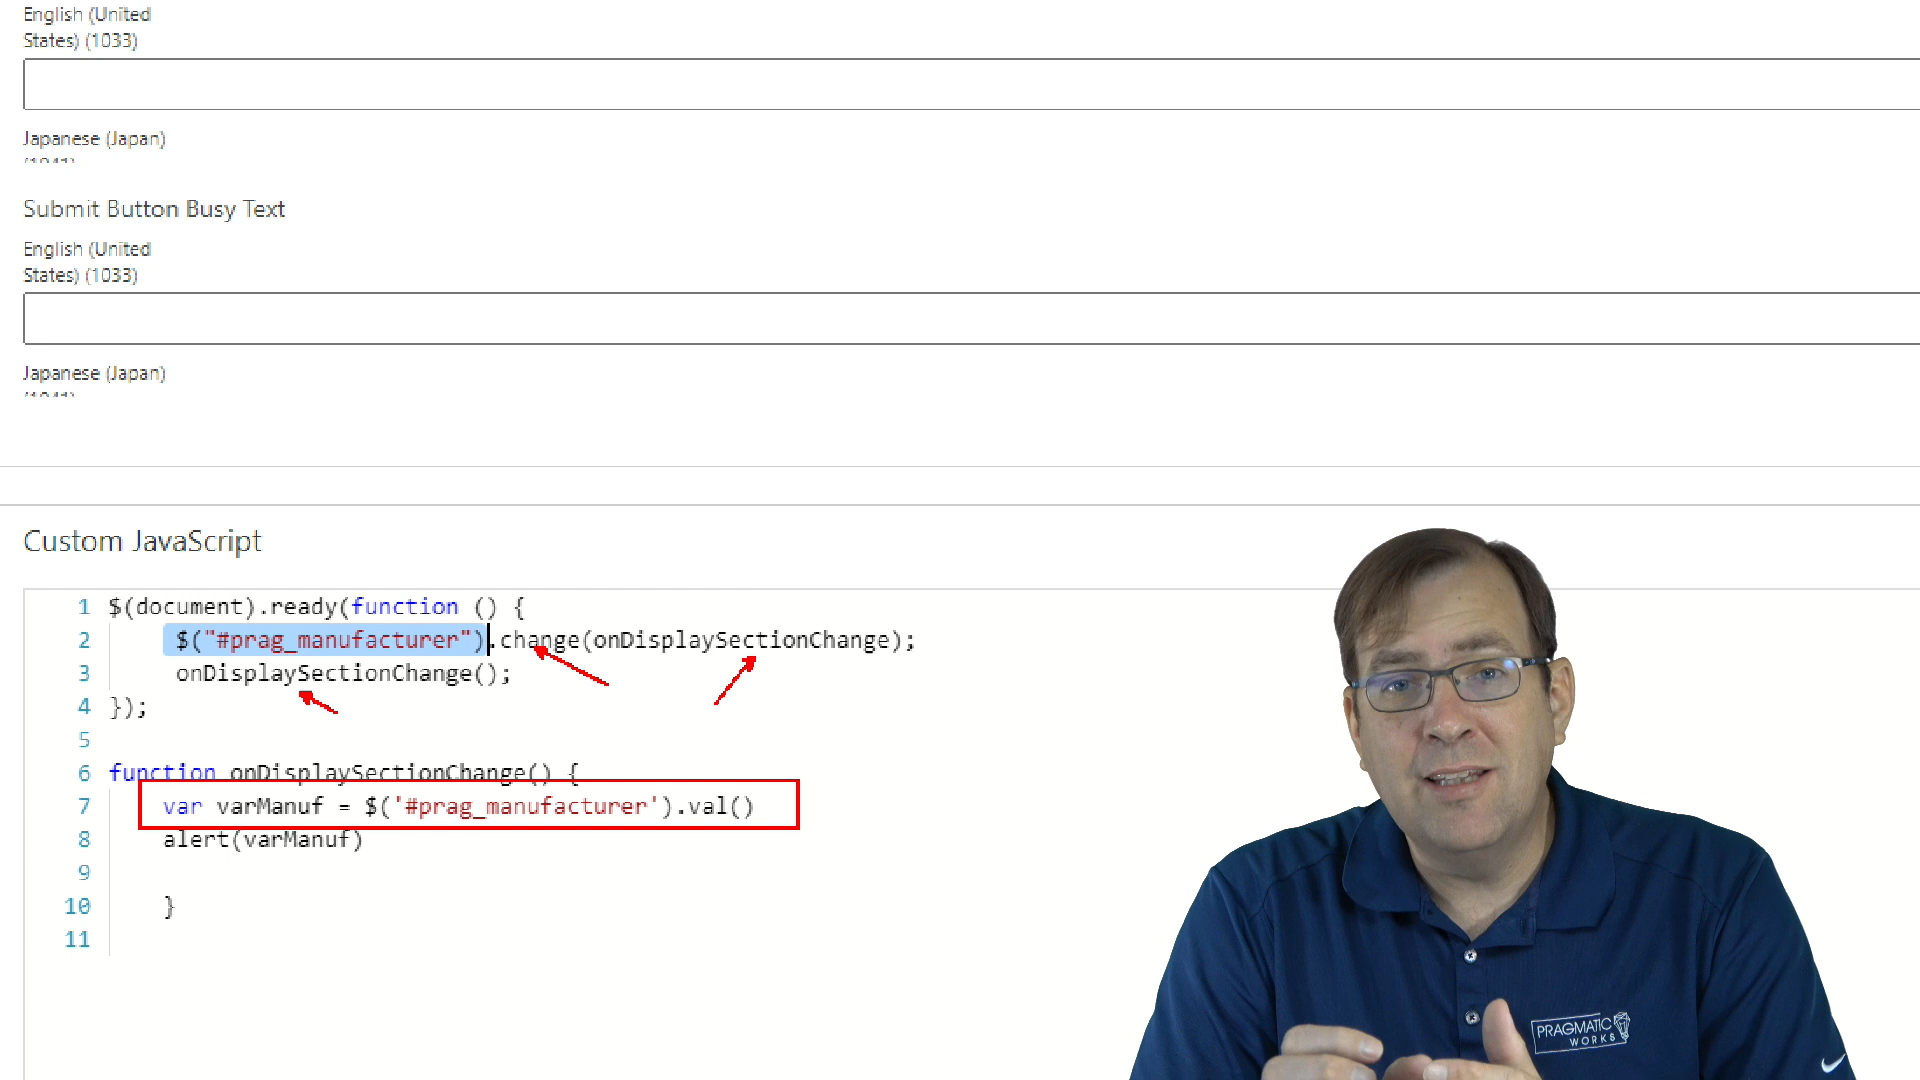 English (United
States) (1033)
Japanese (Japan)
Submit Button Busy Text
English (United
States) (1033)
Japanese (Japan)
Custom JavaScript
1 $(document).ready(function () {
2 $("#prag_manufacturer").change(onDisplaySectionChange);
3 onDisplaySectionChange();
4 });
5
6 function onDisplaySectionChange() {
7 var varManuf = $('#prag_manufacturer').val()
8 alert(varManuf)
9
10 }
11
PRAGMATIC
WORKS